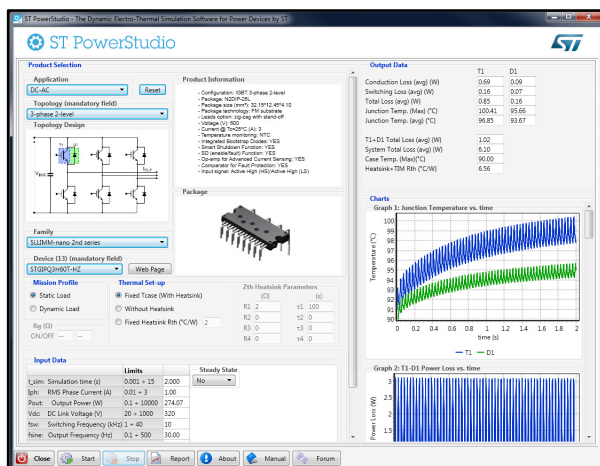 ST PowerStudio - The Dynamic Electro-Thermal Simulation Software for Power Devices by ST
ST PowerStudio
Product Selection
Application
DC-AC
Reset
Topology (mandatory field)
3-phase 2-level
Topology Design
T1
D1
VBUS
IOUT
Family
SLLIMM-nano 2nd series
Device (13) (mandatory field)
STGIPQ3H60T-HZ
Web Page
Product Information
- Configuration: IGBT 3-phase 2-level
- Package: N2DIP-26L
- Package size (mm³): 32.15*12.45*4.10
- Package technology: FM substrate
- Leads option: zig-zag with stand-off
- Voltage (V): 600
- Current @ Tc=25°C (A): 3
- Temperature monitoring: NTC
- Integrated Bootstrap Diodes: YES
- Smart Shutdown Function: YES
- SD (enable/fault) Function: YES
- Op-amp for Advanced Current Sensing: YES
- Comparator for Fault Protection: YES
- Input signal: Active High (HS)/Active High (LS)
Package
Mission Profile
Static Load
Dynamic Load
Rg (Ω)
ON/OFF -- --
Thermal Set-up
Fixed Tcase (With Heatsink)
Without Heatsink
Fixed Heatsink Rth (°C/W) 2
Zth Heatsink Parameters
(Ω) (s)
R1 2 τ1 100
R2 0 τ2 0
R3 0 τ3 0
R4 0 τ4 0
Input Data
Limits
t_sim: Simulation time (s) 0.001 ÷ 15 2.000
Iph: RMS Phase Current (A) 0.01 ÷ 3 1.00
Pout: Output Power (W) 0.1 ÷ 10000 274.07
Vdc: DC Link Voltage (V) 20 ÷ 1000 320
fsw: Switching Frequency (kHz) 1 ÷ 40 10
fsine: Output Frequency (Hz) 0.1 ÷ 500 30.00
Steady State
No
Output Data
T1 D1
Conduction Loss (avg) (W) 0.69 0.09
Switching Loss (avg) (W) 0.16 0.07
Total Loss (avg) (W) 0.85 0.16
Junction Temp. (Max) (°C) 100.41 95.66
Junction Temp. (avg) (°C) 96.85 93.67
T1+D1 Total Loss (avg) (W) 1.02
System Total Loss (avg) (W) 6.10
Case Temp. (Max)(°C) 90.00
Heatsink+TIM Rth (°C/W) 6.56
Charts
Graph 1: Junction Temperature vs. time
Temperature (°C)
100
99
98
97
96
95
94
93
92
91
90
0 0.2 0.4 0.6 0.8 1 1.2 1.4 1.6 1.8 2
time (s)
T1 D1
Graph 2: T1-D1 Power Loss vs. time
Power Loss (W)
3
2.5
2
1.5
Close Start Stop Report About Manual Forum